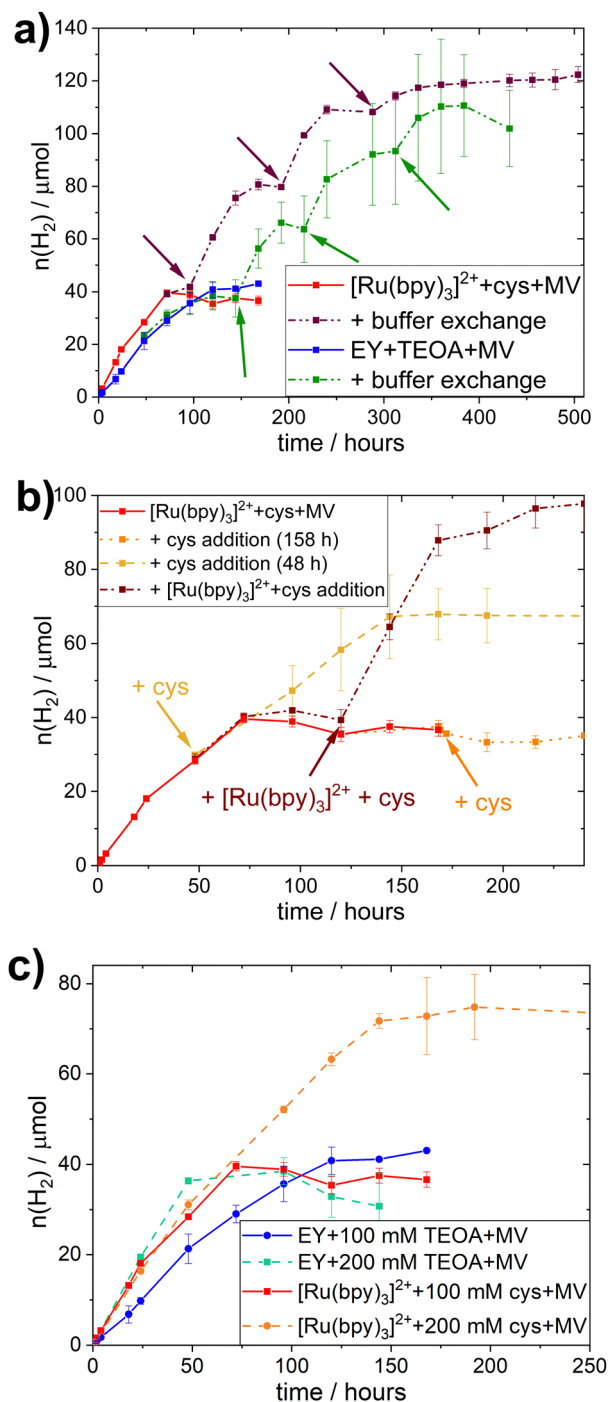 a)
140
120
100
80
60
40
20
0
n(H₂) / μmol
[Ru(bpy)₃]²⁺+cys+MV
+ buffer exchange
EY+TEOA+MV
+ buffer exchange
0 100 200 300 400 500
time / hours
b)
100
80
60
40
20
0
n(H₂) / μmol
[Ru(bpy)₃]²⁺+cys+MV
+ cys addition (158 h)
+ cys addition (48 h)
+ [Ru(bpy)₃]²⁺+cys addition
+ cys
+ [Ru(bpy)₃]²⁺ + cys
+ cys
0 50 100 150 200
time / hours
c)
80
60
40
20
0
n(H₂) / μmol
EY+100 mM TEOA+MV
EY+200 mM TEOA+MV
[Ru(bpy)₃]²⁺+100 mM cys+MV
[Ru(bpy)₃]²⁺+200 mM cys+MV
0 50 100 150 200 250
time / hours